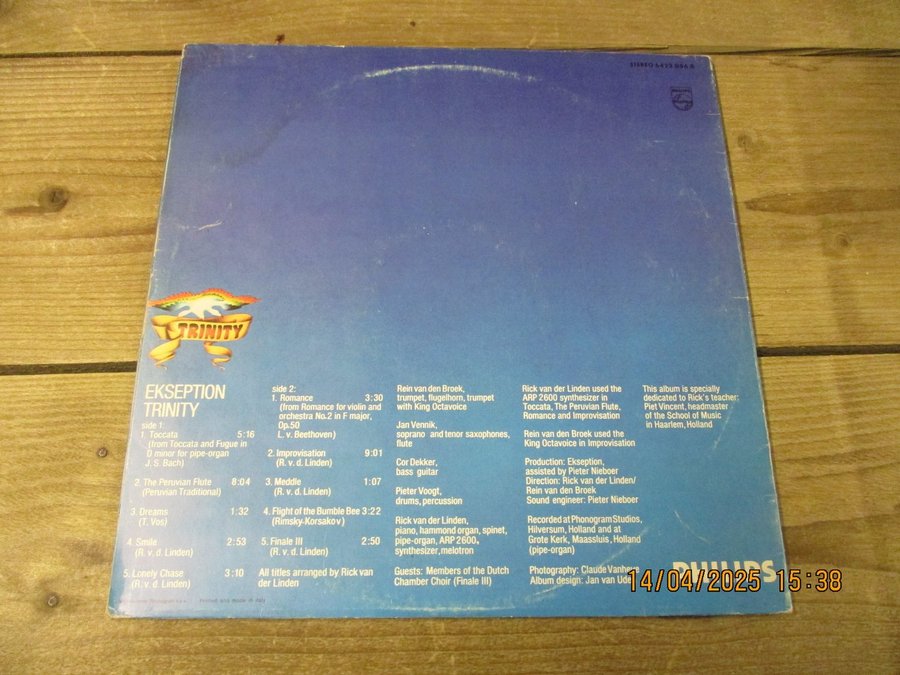 STEREO 6423 056 B
PHILIPS
TRINITY
EKSEPTION
TRINITY
side 1:
1. Toccata 5:16
(from Toccata and Fugue in
D minor for pipe-organ
J. S. Bach)
2. The Peruvian Flute 8:04
(Peruvian Traditional)
3. Dreams 1:32
(T. Vos)
4. Smile 2:53
(R. v. d. Linden)
5. Lonely Chase 3:10
(R. v. d. Linden)
side 2:
1. Romance 3:30
(from Romance for violin and
orchestra No.2 in F major,
Op.50
L. v. Beethoven)
2. Improvisation 9:01
(R. v. d. Linden)
3. Meddle 1:07
(R. v. d. Linden)
4. Flight of the Bumble Bee 3:22
(Rimsky-Korsakov)
5. Finale III 2:50
(R. v. d. Linden)
All titles arranged by Rick van
der Linden
Rein van den Broek,
trumpet, flugelhorn, trumpet
with King Octavoice
Jan Vennik,
soprano and tenor saxophones,
flute
Cor Dekker,
bass guitar
Pieter Voogt,
drums, percussion
Rick van der Linden,
piano, hammond organ, spinet,
pipe-organ, ARP 2600,
synthesizer, melotron
Guests: Members of the Dutch
Chamber Choir (Finale III)
Rick van der Linden used the
ARP 2600 synthesizer in
Toccata, The Peruvian Flute,
Romance and Improvisation
Rein van den Broek used the
King Octavoice in Improvisation
Production: Ekseption,
assisted by Pieter Nieboer
Direction: Rick van der Linden/
Rein van den Broek
Sound engineer: Pieter Nieboer
Recorded at Phonogram Studios,
Hilversum, Holland and at
Grote Kerk, Maassluis, Holland
(pipe-organ)
Photography: Claude
Album design: Jan van
This album is specially
dedicated to Rick's teacher;
Piet Vincent, headmaster
of the School of Music
in Haarlem, Holland
PHILIPS
14/04/2025 15:38
Printed and made in Italy